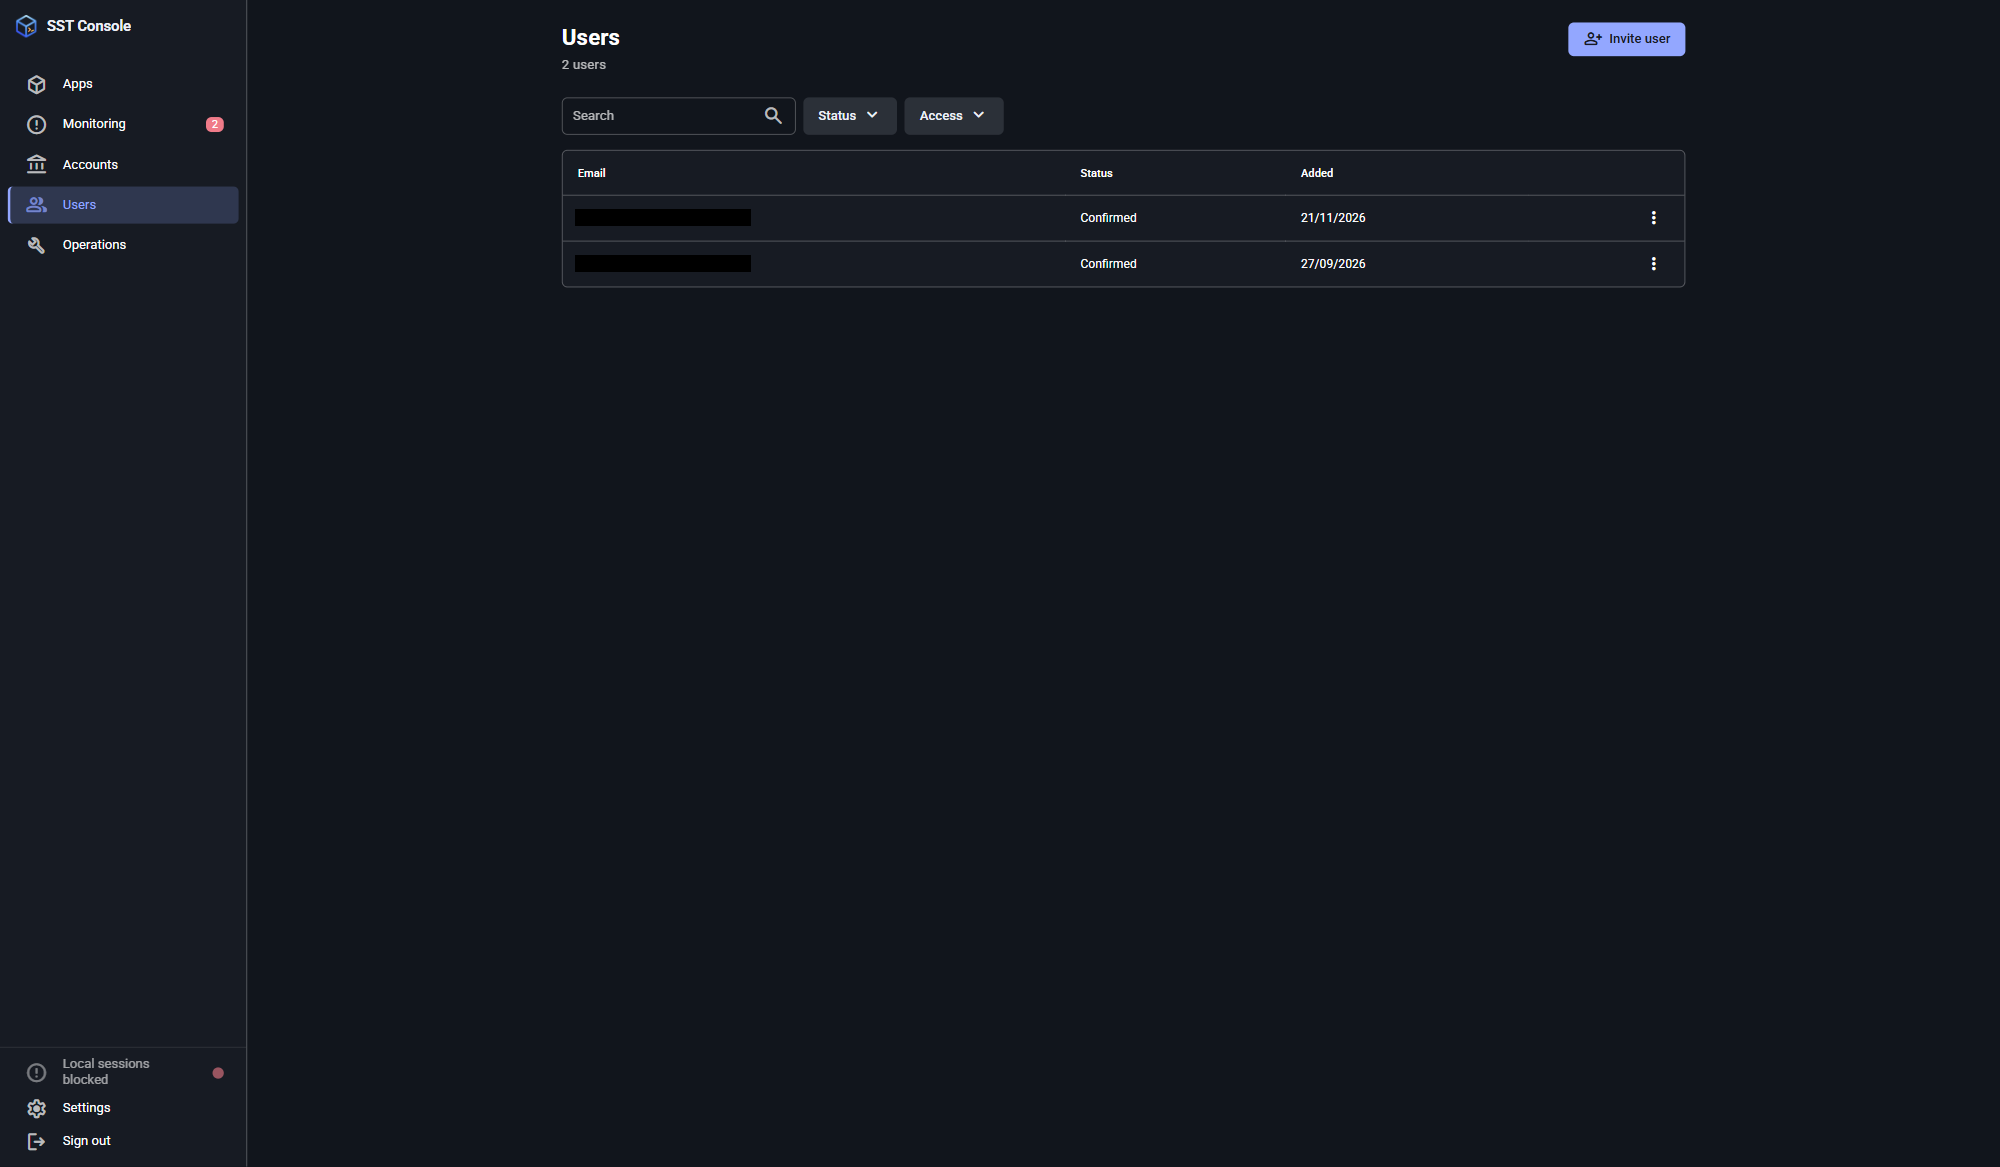 SST Console
Apps
Monitoring 2
Accounts
Users
Operations
Local sessions
blocked
Settings
Sign out
Users
2 users
Invite user
Search Status Access
Email Status Added
Confirmed 21/11/2026
Confirmed 27/09/2026